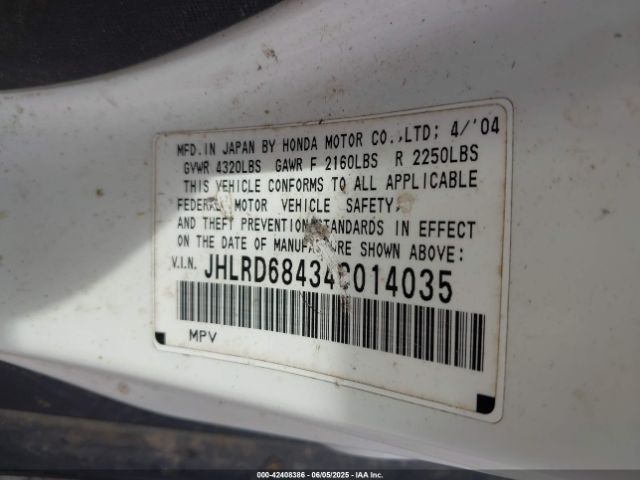 MFD. IN JAPAN BY HONDA MOTOR CO.,LTD; 4/'04
GVWR 4320LBS GAWR F 2160LBS R 2250LBS
THIS VEHICLE CONFORMS TO ALL APPLICABLE
FEDERAL MOTOR VEHICLE SAFETY
AND THEFT PREVENTION STANDARDS IN EFFECT
ON THE DATE OF MANUFACTURE SHOWN ABOVE:
V.I.N. JHLRD68434C014035
MPV
000-42408386 - 06/05/2025 - IAA Inc.